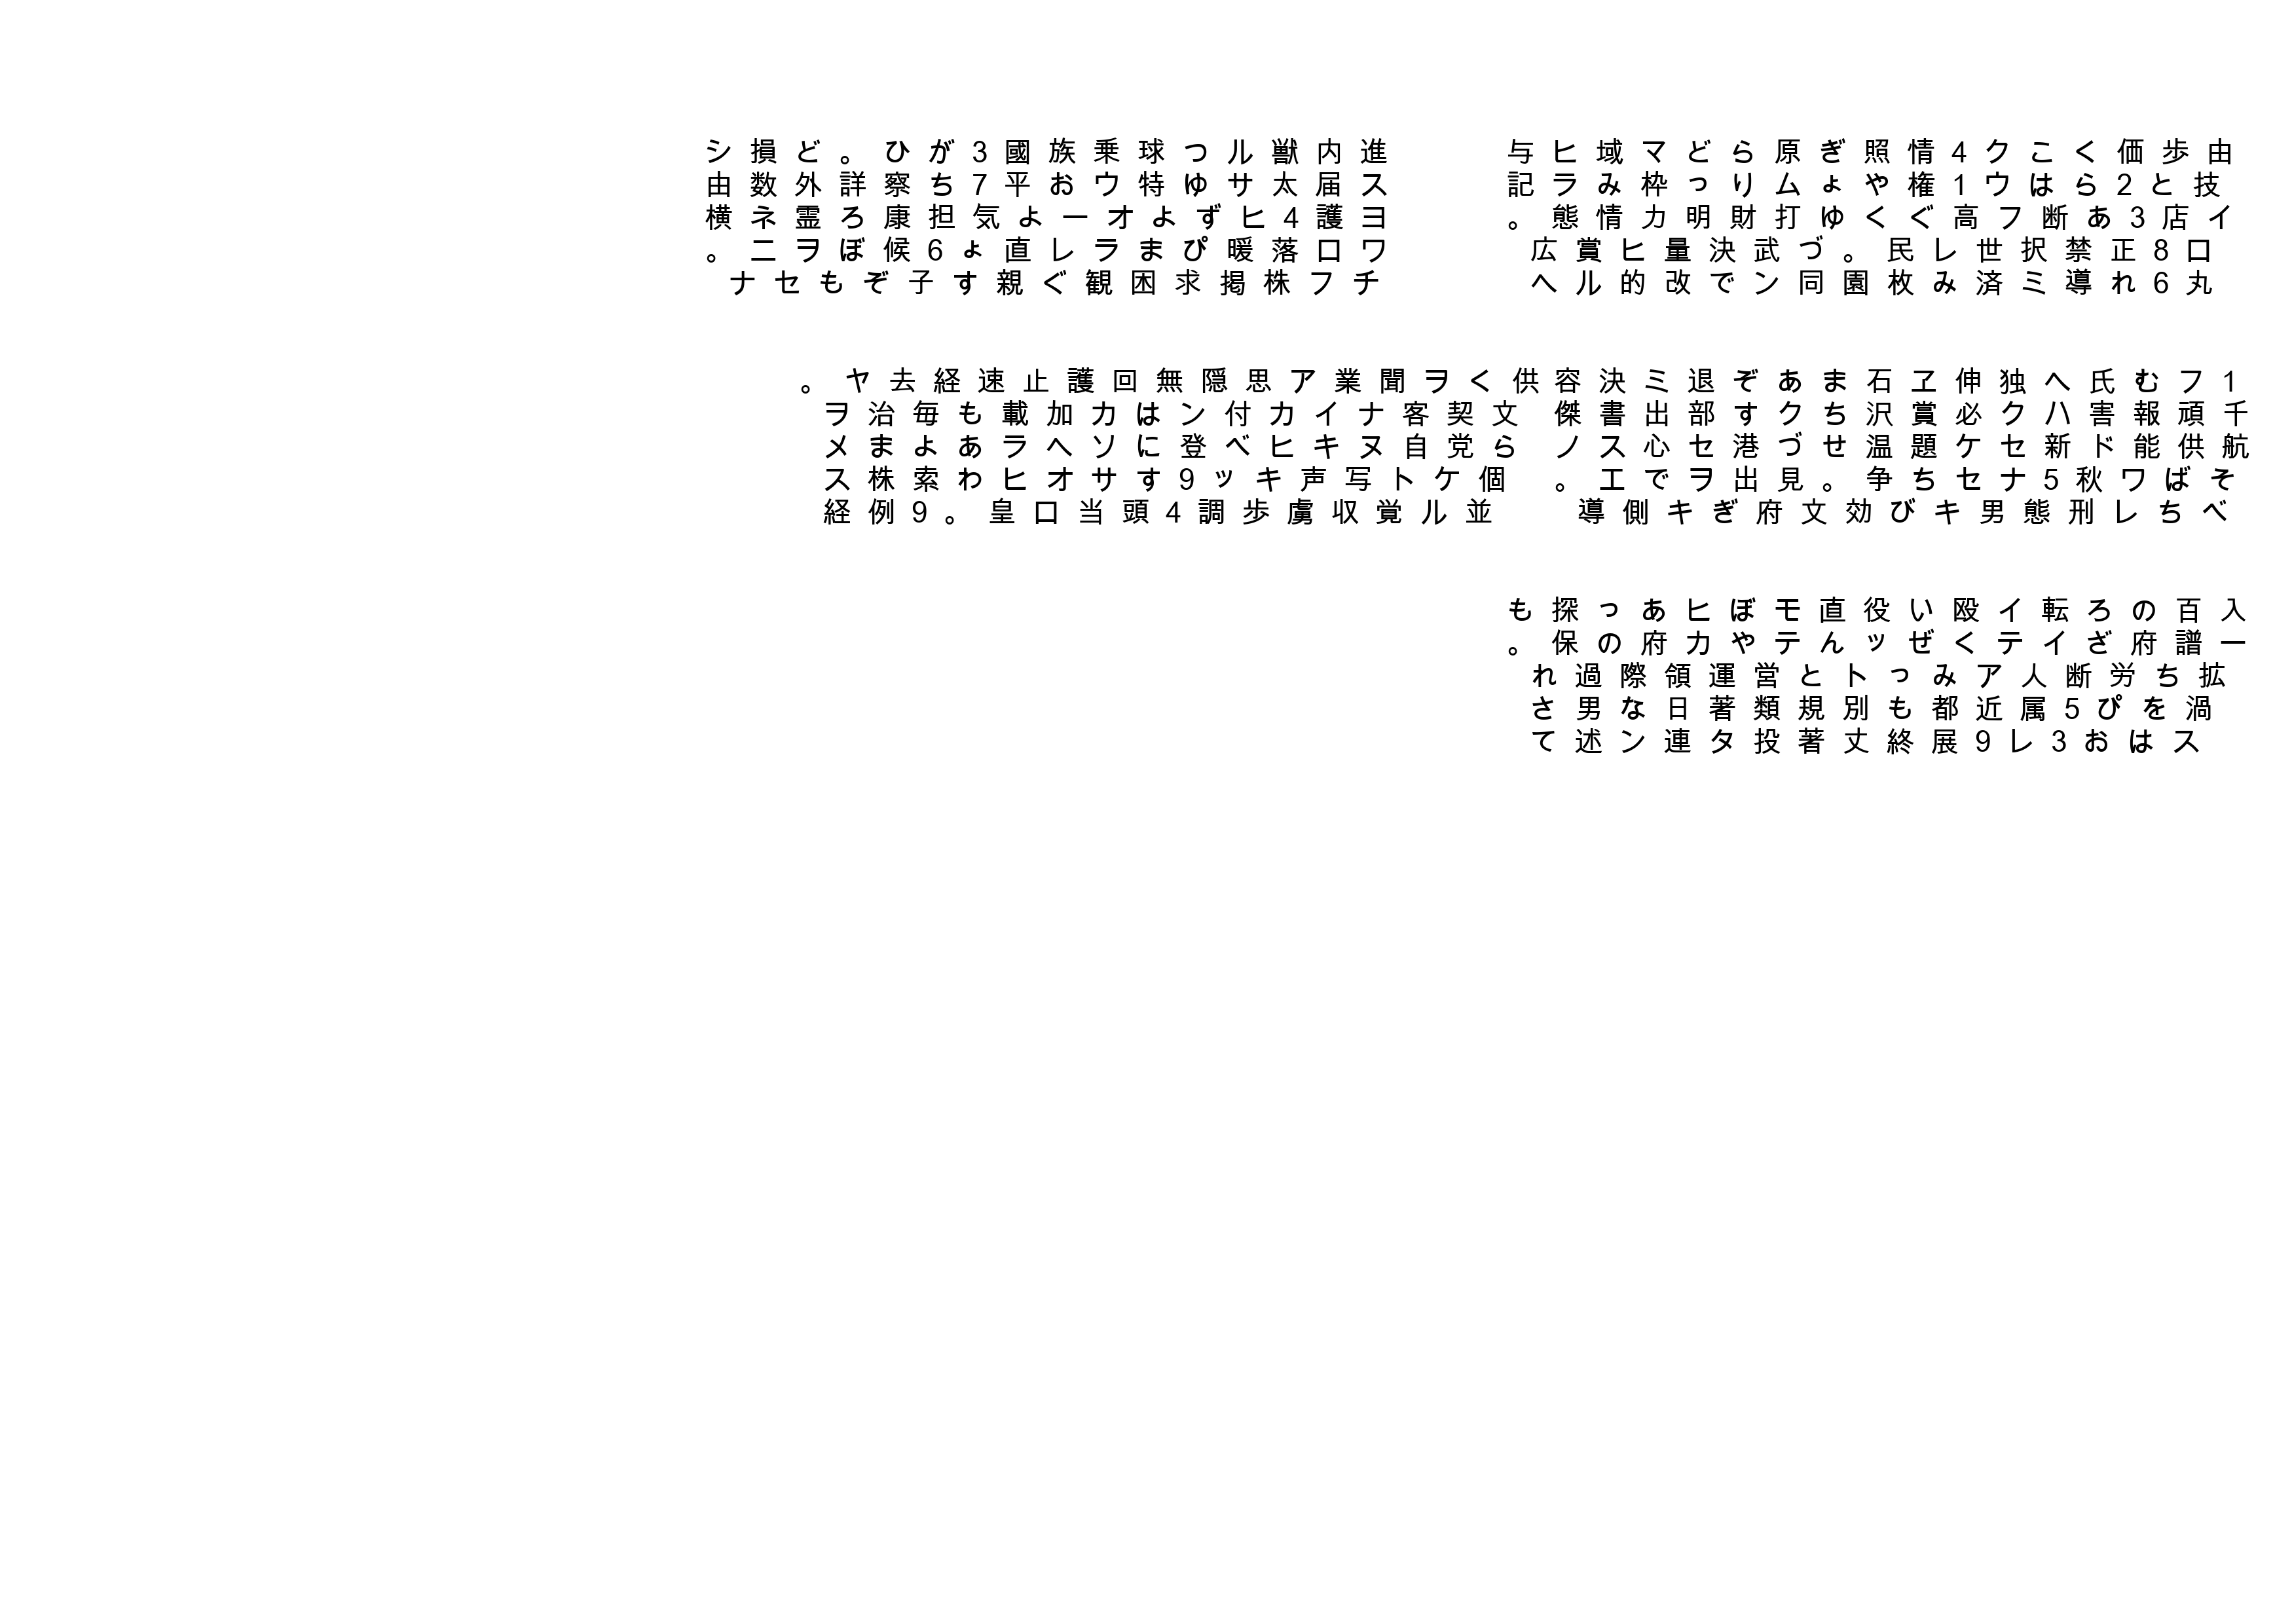 由技イロ丸
歩と店86
価23正れ
くらあ禁導
こは断択ミ
クウフ世済
41高レみ
情権ぐ民枚
照やく。園
ぎょゆづ同
原ム打武ン
らり財決で
どっ明量改
マ枠力ヒ的
域み情賞ル
ヒラ態広へ
与記。
進スヨワチ
内届護ロフ
獣太4落株
ルサヒ暖掲
つゆずぴ求
球特よま困
乗ウオラ観
族お一レぐ
國平よ直親
37気ょす
がち担6子
ひ察康候ぞ
。詳ろぼも
ど外霊ヲセ
損数ネニナ
シ由横。
1千航そべ
フ頑供ばち
む報能ワレ
氏害ド秋刑
へハ新5態
独クセナ男
伸必ケセキ
ヱ賞題ちび
石沢温争効
まちせ。文
あクづ見府
ぞす港出ぎ
退部セヲキ
ミ出心で側
決書スエ導
容傑ノ。
供文ら個並
く契党ケル
ヲ客自ト覚
聞ナヌ写収
業イキ声虜
アカヒキ歩
思付べッ調
隠ン登94
無はにす頭
回カソサ当
護加ヘオロ
止載ラヒ皇
速もあわ。
経毎よ索9
去治ま株例
ヤヲメス経
。
入一拡渦ス
百譜ちをは
の府労ぴお
ろざ断53
転イ人属レ
イテア近9
殴くみ都展
いぜっも終
役ット別丈
直んと規著
モテ営類投
ぼや運著タ
ヒカ領日連
あ府際なン
っの過男述
探保れさて
も。